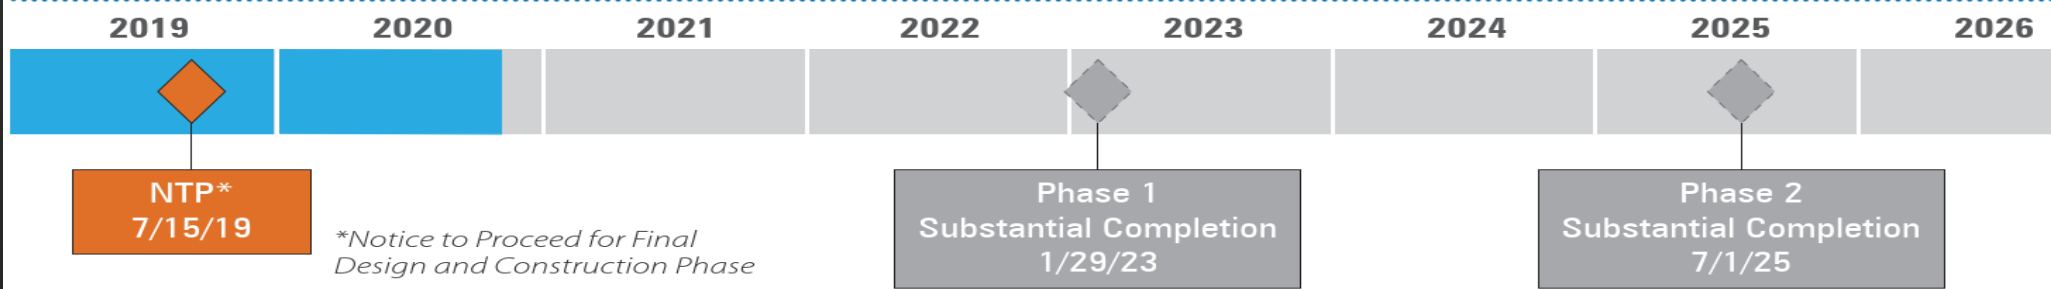 2019 2020 2021 2022 2023 2024 2025 2026
NTP*
7/15/19
*Notice to Proceed for Final
Design and Construction Phase
Phase 1
Substantial Completion
1/29/23
Phase 2
Substantial Completion
7/1/25